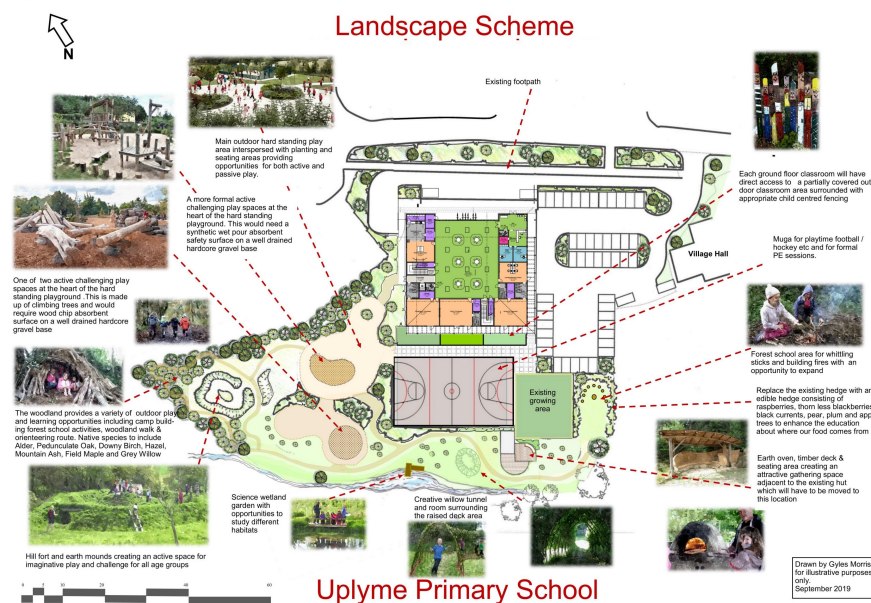 Landscape Scheme
N
Existing footpath
Main outdoor hard standing play
area interspersed with planting and
seating areas providing
opportunities for both active and
passive play.
Each ground floor classroom will have
direct access to a partially covered out
door classroom area surrounded with
appropriate child centred fencing
A more formal active
challenging play spaces at the
heart of the hard standing
playground. This would need a
synthetic wet pour absorbent
safety surface on a well drained
hardcore gravel base
Muga for playtime football /
hockey etc and for formal
PE sessions.
Village Hall
One of two active challenging play
spaces at the heart of the hard
standing playground .This is made
up of climbing trees and would
require wood chip absorbent
surface on a well drained hardcore
gravel base
Forest school area for whittling
sticks and building fires with an
opportunity to expand
Existing
growing
area
Replace the existing hedge with an
edible hedge consisting of
raspberries, thorn less blackberries
black currents, pear, plum and app
trees to enhance the education
about where our food comes from
The woodland provides a variety of outdoor play
and learning opportunities including camp buil-
ing forest school activities, woodland walk &
orienteering route. Native species to include
Alder, Pedunculate Oak, Downy Birch, Hazel,
Mountain Ash, Field Maple and Grey Willow
Earth oven, timber deck &
seating area creating an
attractive gathering space
adjacent to the existing hut
which will have to be moved to
this location
Science wetland
garden with
opportunities to
study different
habitats
Creative willow tunnel
and room surrounding
the raised deck area
Hill fort and earth mounds creating an active space for
imaginative play and challenge for all age groups
Drawn by Gyles Morris
for illustrative purposes
only.
September 2019
0 5 10 20 40 60
Uplyme Primary School